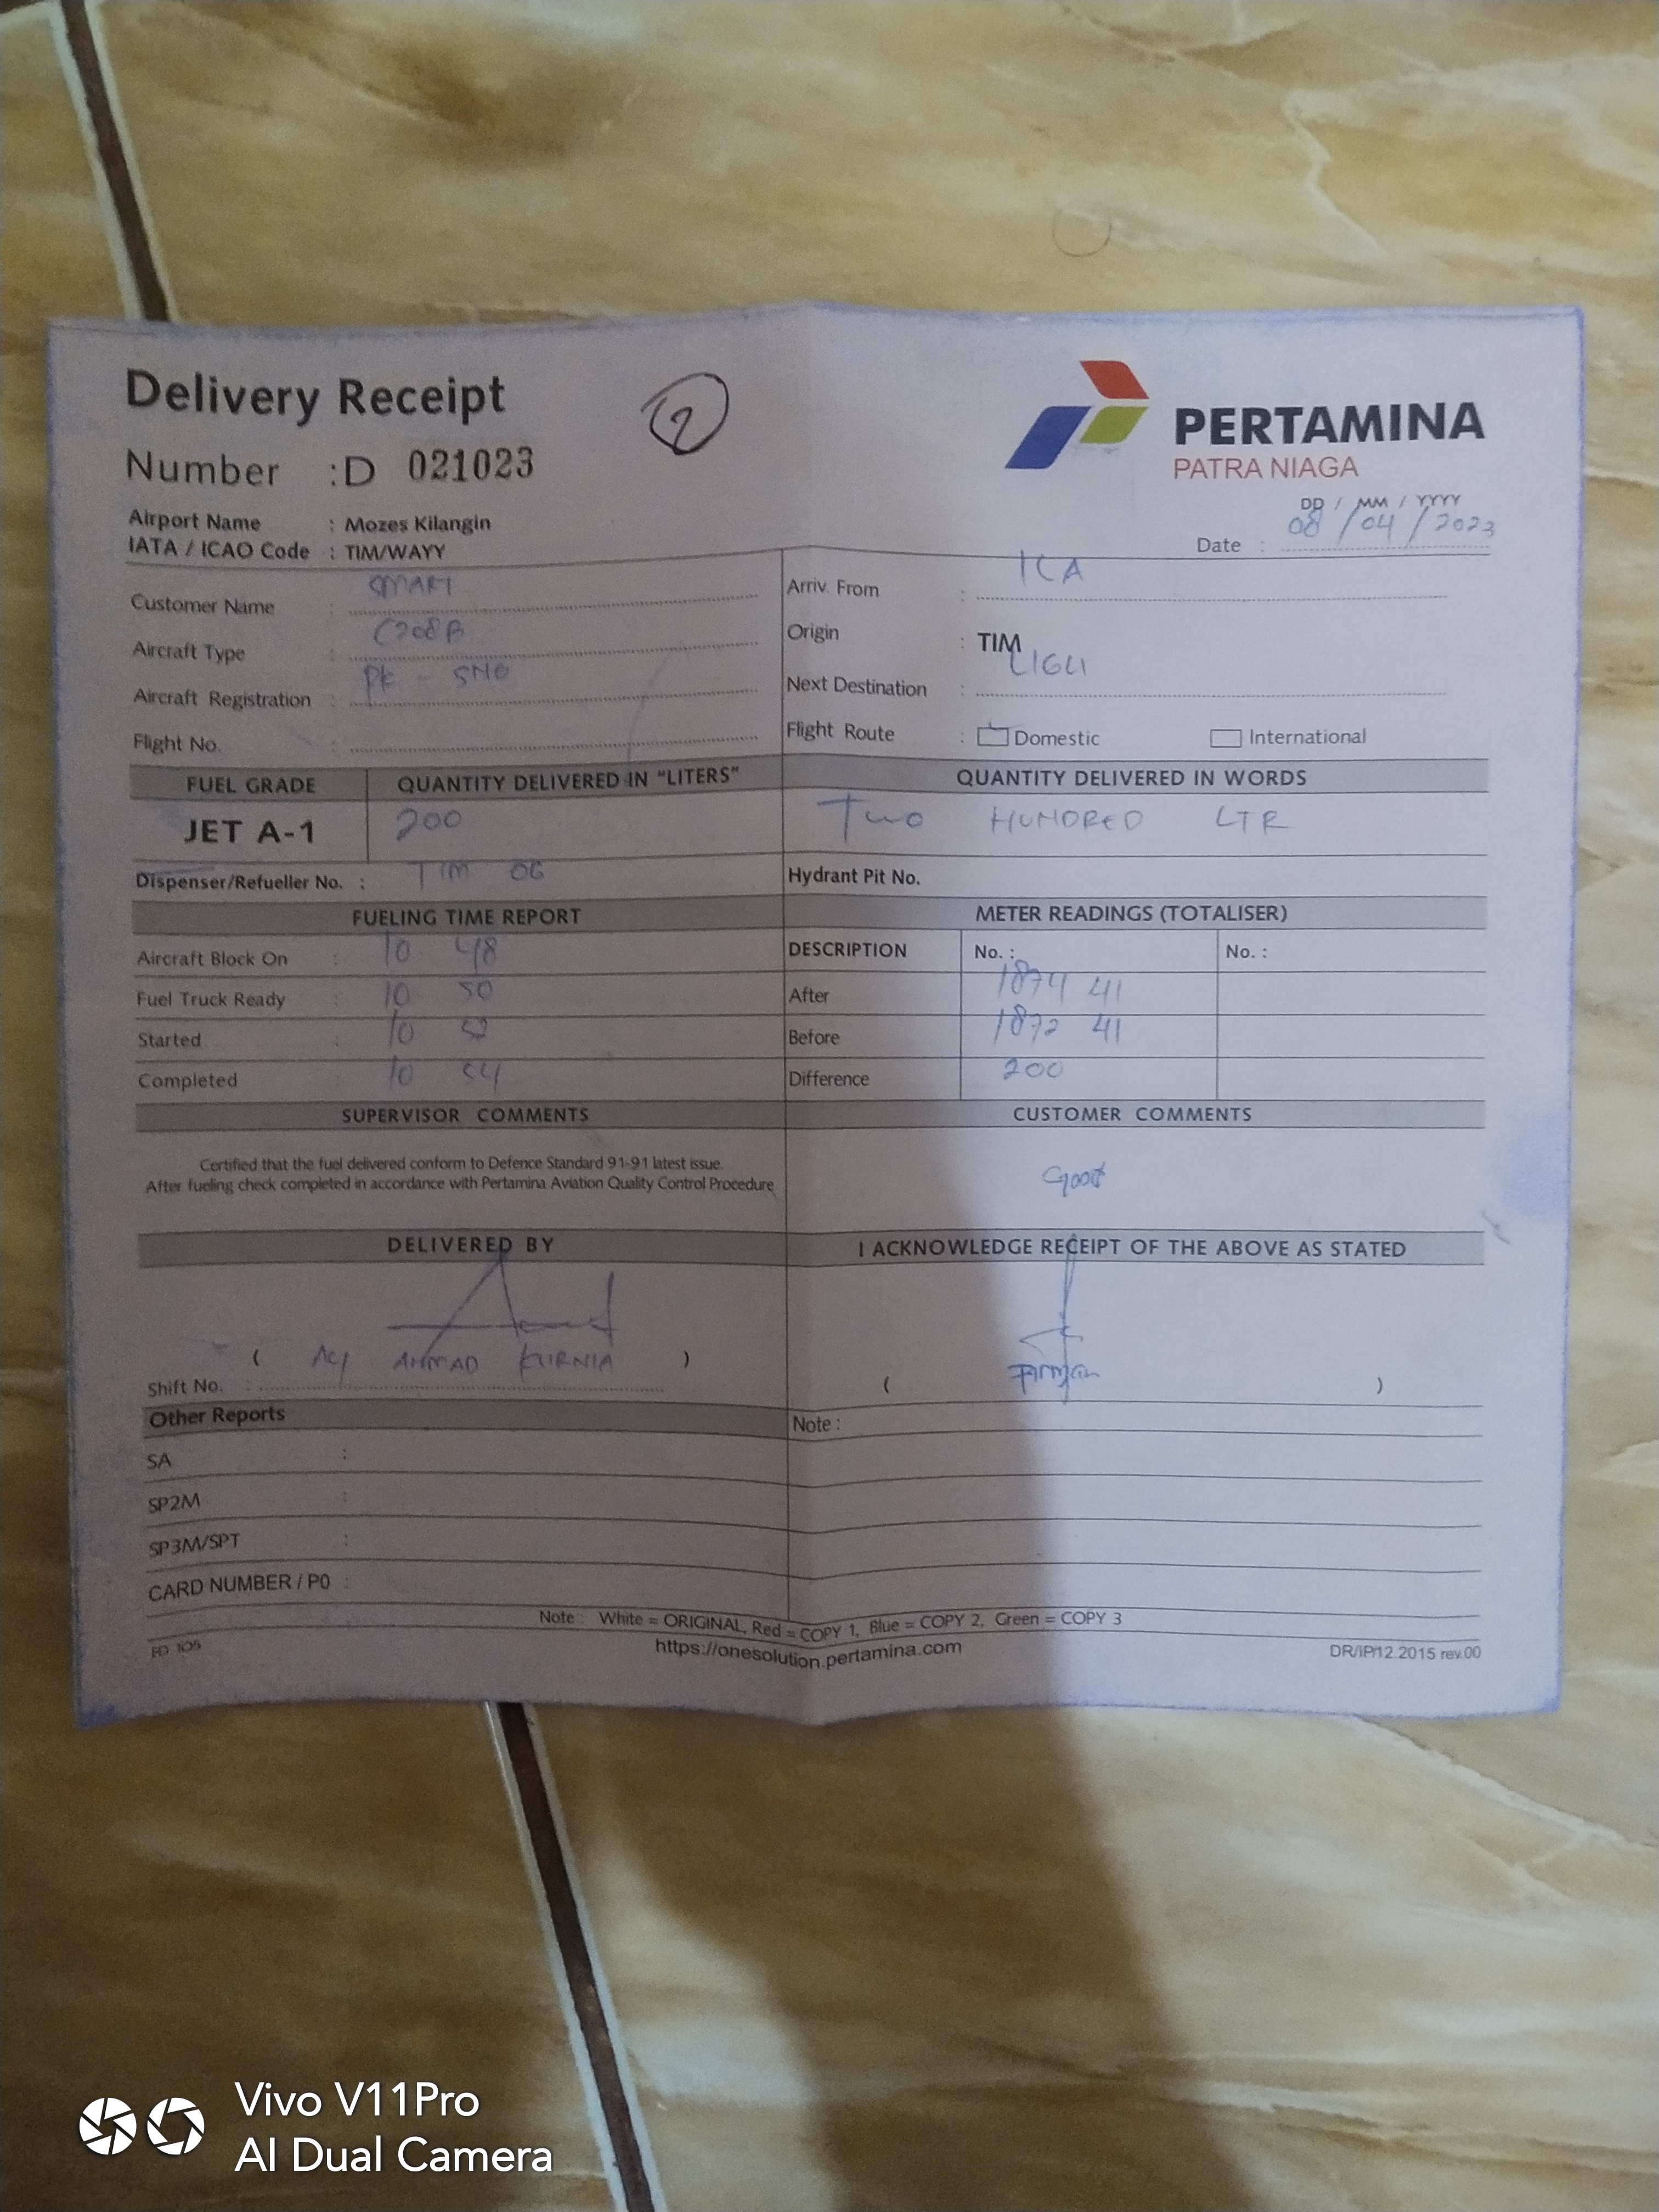 Delivery Receipt
2
PERTAMINA
PATRA NIAGA
Number : D 021023
DD / MM / YYYY
Date : 08 / 04 / 2023
Airport Name : Mozes Kilangin
IATA / ICAO Code : TIM/WAYY
Customer Name : SMART
Aircraft Type : C208B
Aircraft Registration : PK -
Flight No. :
Arriv. From :
Origin : TIM
Next Destination :
Flight Route : Domestic International
FUEL GRADE QUANTITY DELIVERED IN "LITERS" QUANTITY DELIVERED IN WORDS
JET A-1 200 TWO HUNDRED LTR
Dispenser/Refueller No. : TIM 06 Hydrant Pit No.
FUELING TIME REPORT METER READINGS (TOTALISER)
Aircraft Block On : 10 48 DESCRIPTION No. : No. :
Fuel Truck Ready : 10 50 After 1874 41
Started : 10 52 Before 1872 41
Completed : 10 54 Difference 200
SUPERVISOR COMMENTS CUSTOMER COMMENTS
Certified that the fuel delivered conform to Defence Standard 91-91 latest issue.
After fueling check completed in accordance with Pertamina Aviation Quality Control Procedure
Good
DELIVERED BY I ACKNOWLEDGE RECEIPT OF THE ABOVE AS STATED
( AHMAD KURNIA )
Shift No. :
( )
Other Reports Note :
SA :
SP2M :
SP3M/SPT :
CARD NUMBER / P0 :
Note : White = ORIGINAL, Red = COPY 1, Blue = COPY 2, Green = COPY 3
FD 105 https://onesolution.pertamina.com DR/IP/12.2015 rev.00
Vivo V11Pro
AI Dual Camera